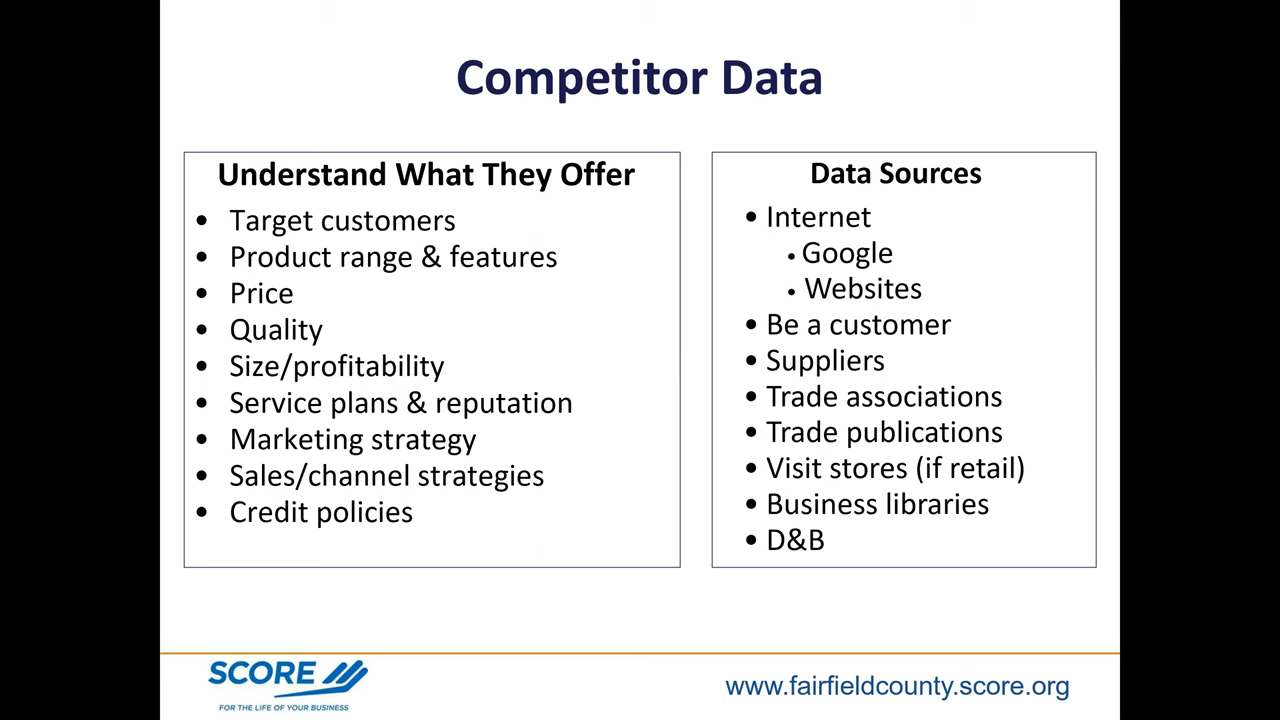 Competitor Data
Understand What They Offer
• Target customers
• Product range & features
• Price
• Quality
• Size/profitability
• Service plans & reputation
• Marketing strategy
• Sales/channel strategies
• Credit policies
Data Sources
• Internet
• Google
• Websites
• Be a customer
• Suppliers
• Trade associations
• Trade publications
• Visit stores (if retail)
• Business libraries
• D&B
SCORE
FOR THE LIFE OF YOUR BUSINESS
www.fairfieldcounty.score.org